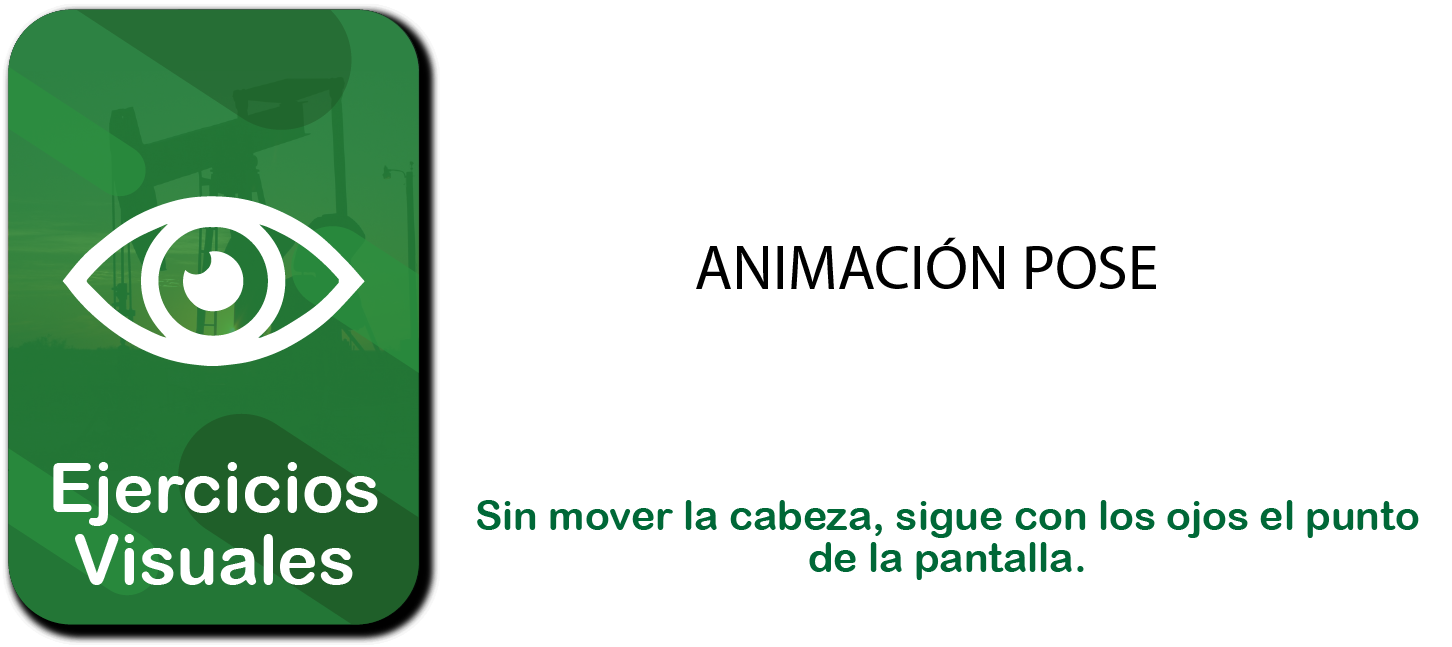 Ejercicios
Visuales
ANIMACIÓN POSE
Sin mover la cabeza, sigue con los ojos el punto
de la pantalla.